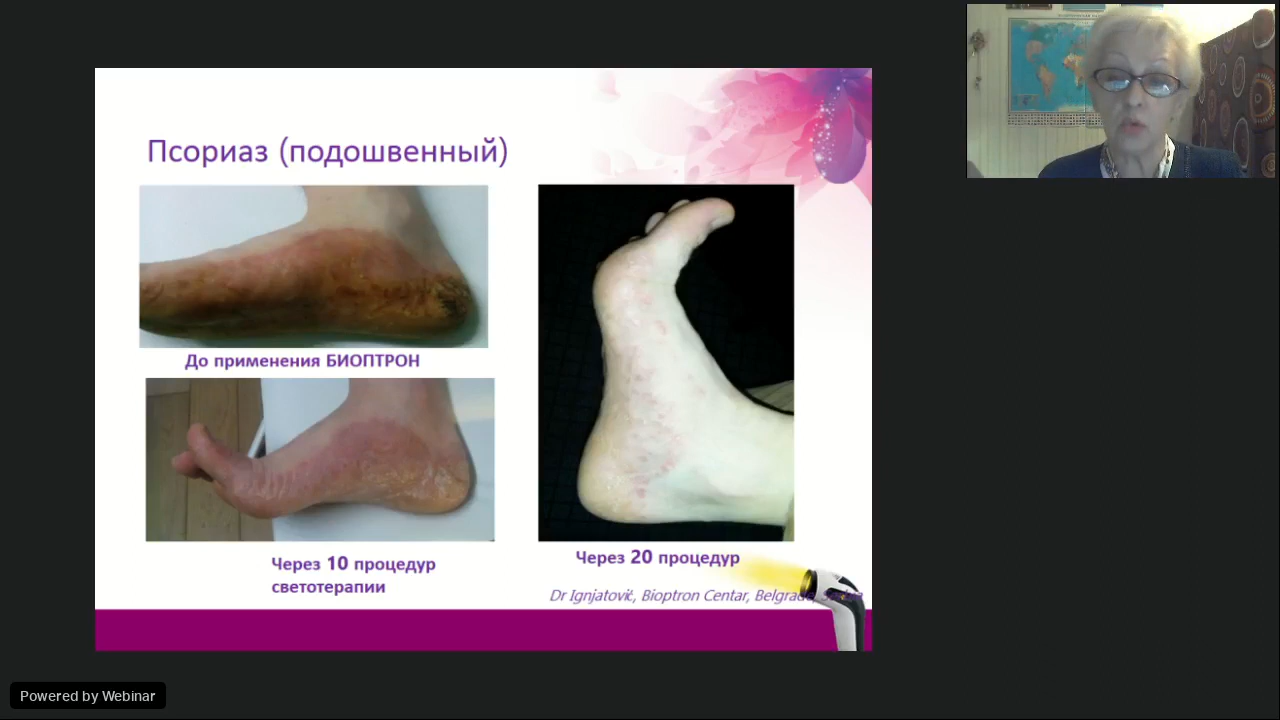 Псориаз (подошвенный)
До применения БИОПТРОН
Через 10 процедур
светотерапии
Через 20 процедур
Dr Ignjatović, Bioptron Centar, Belgrade,
Powered by Webinar